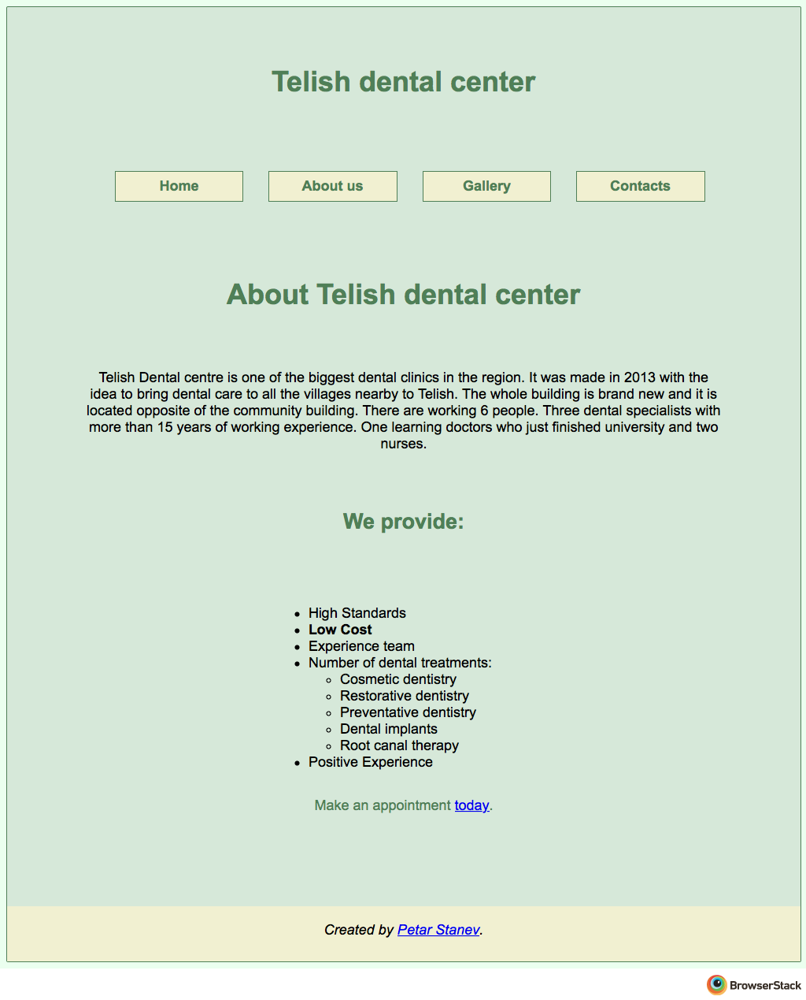 Telish dental center
Home
About us
Gallery
Contacts
About Telish dental center
Telish Dental centre is one of the biggest dental clinics in the region. It was made in 2013 with the
idea to bring dental care to all the villages nearby to Telish. The whole building is brand new and it is
located opposite of the community building. There are working 6 people. Three dental specialists with
more than 15 years of working experience. One learning doctors who just finished university and two
nurses.
We provide:
High Standards
Low Cost
Experience team
Number of dental treatments:
Cosmetic dentistry
Restorative dentistry
Preventative dentistry
Dental implants
Root canal therapy
Positive Experience
Make an appointment today.
Created by Petar Stanev.
BrowserStack